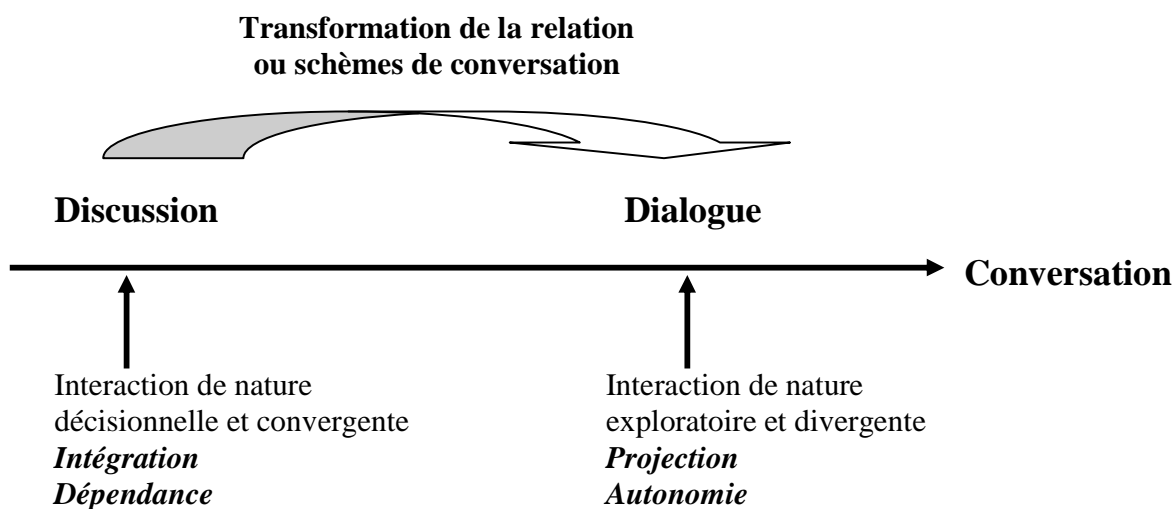 Transformation de la relation
ou schèmes de conversation
Discussion
Dialogue
Conversation
Interaction de nature
décisionnelle et convergente
Intégration
Dépendance
Interaction de nature
exploratoire et divergente
Projection
Autonomie